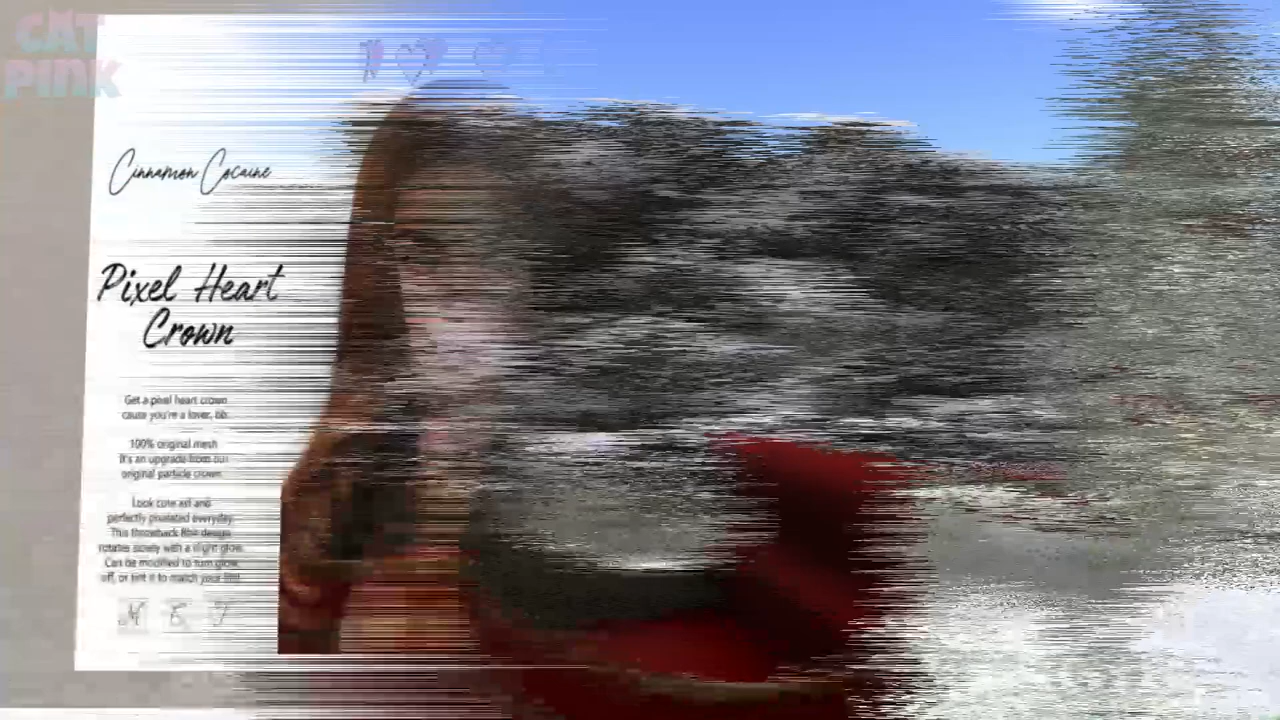 CAT
PINK
Cinnamon Cocaine
Pixel Heart
Crown
Get a pixel heart crown
cause you're a lover, bb.
100% original mesh
It's an upgrade from our
original particle crown.
Look cute asf and
perfectly pixelated everyday.
This throwback 8bit design
rotates slowly with a slight glow.
Can be modified to turn glow
off, or tint it to match your